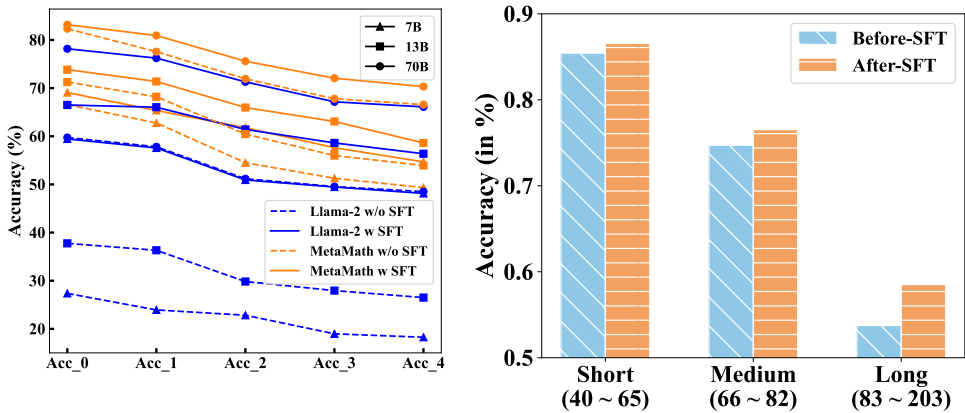 Accuracy (%)
80
70
60
50
40
30
20
Acc_0
Acc_1
Acc_2
Acc_3
Acc_4
7B
13B
70B
Llama-2 w/o SFT
Llama-2 w SFT
MetaMath w/o SFT
MetaMath w SFT
Accuracy (in %)
0.9
0.8
0.7
0.6
0.5
Before-SFT
After-SFT
Short
(40 ~ 65)
Medium
(66 ~ 82)
Long
(83 ~ 203)